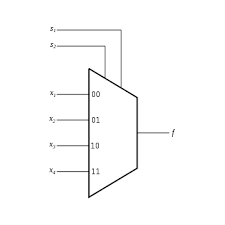 s₁
s₂
x₁ 00
x₂ 01
x₃ 10
x₄ 11
f